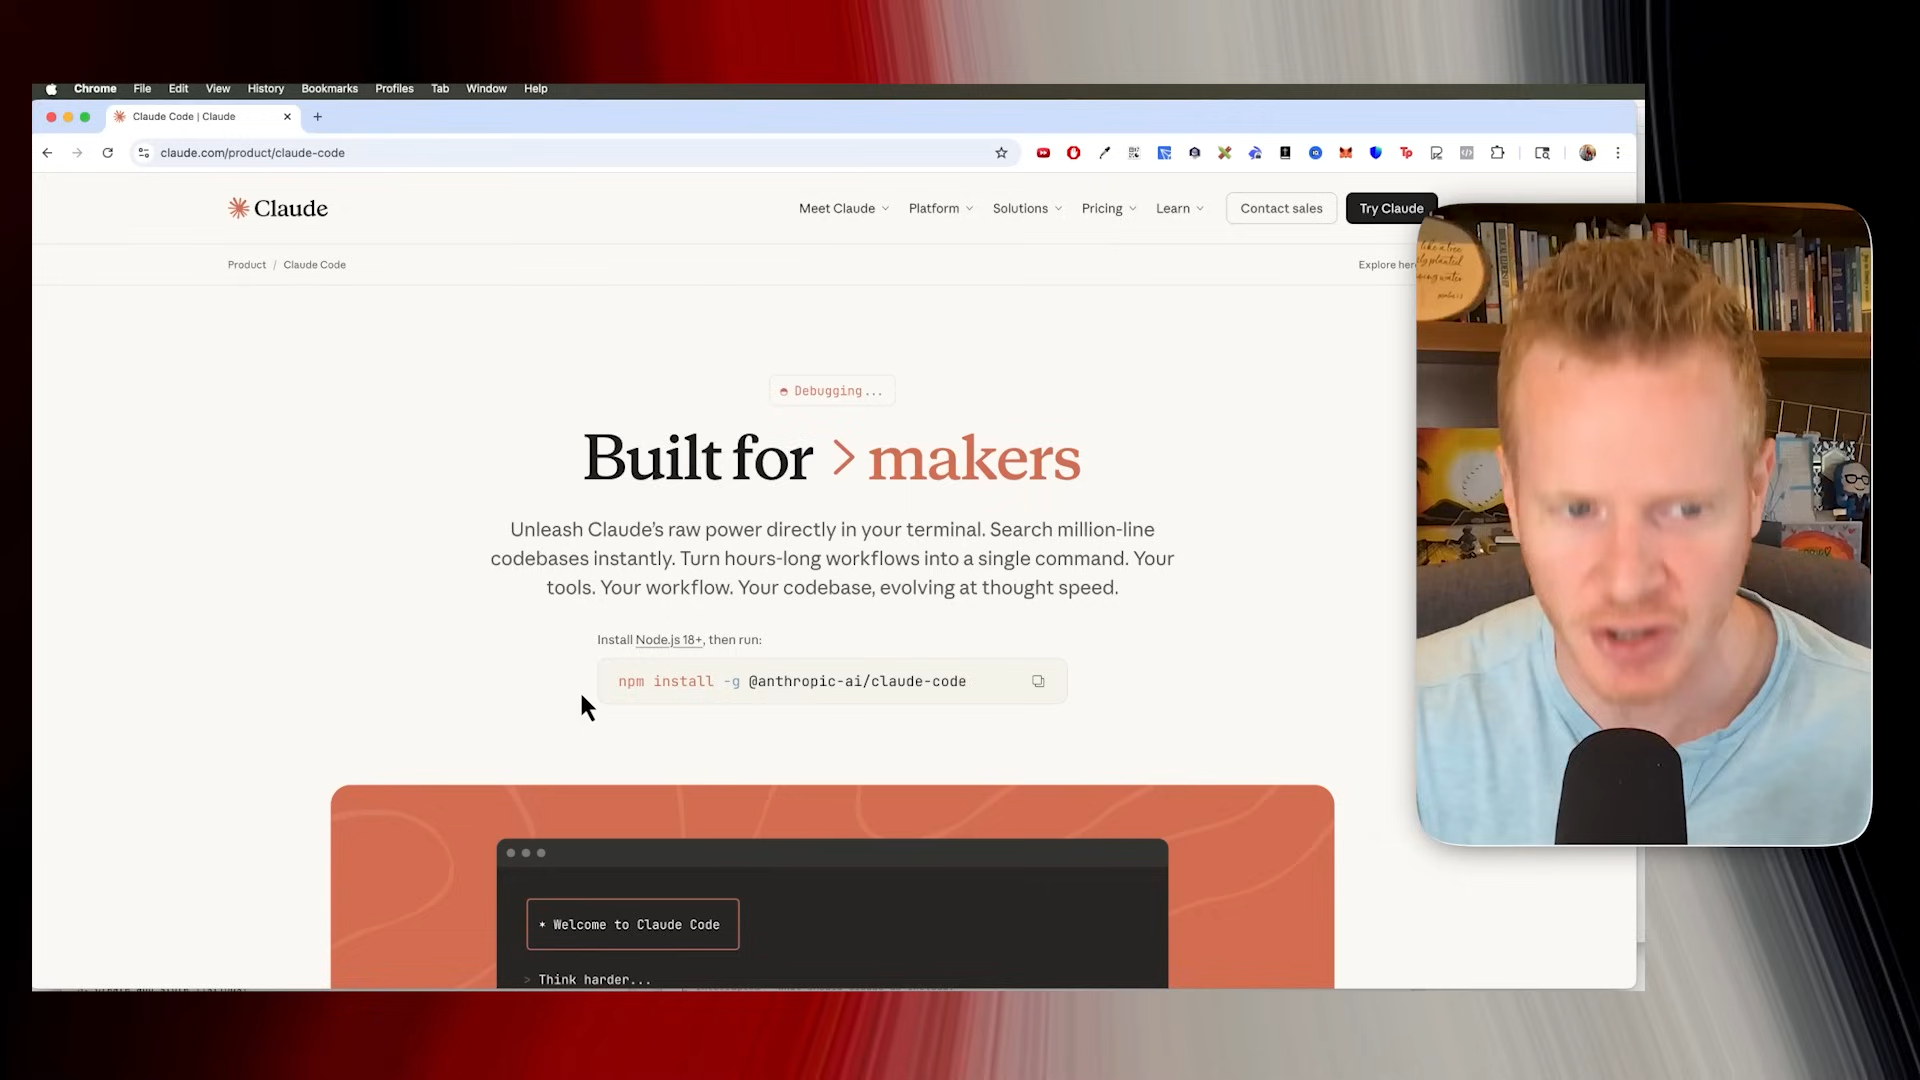 Chrome File Edit View History Bookmarks Profiles Tab Window Help
Claude Code | Claude
claude.com/product/claude-code
Claude
Meet Claude Platform Solutions Pricing Learn Contact sales Try Claude
Product / Claude Code
Explore her
Debugging...
Built for > makers
Unleash Claude's raw power directly in your terminal. Search million-line
codebases instantly. Turn hours-long workflows into a single command. Your
tools. Your workflow. Your codebase, evolving at thought speed.
Install Node.js 18+, then run:
npm install -g @anthropic-ai/claude-code
* Welcome to Claude Code
> Think harder...
like a tree
planted
water